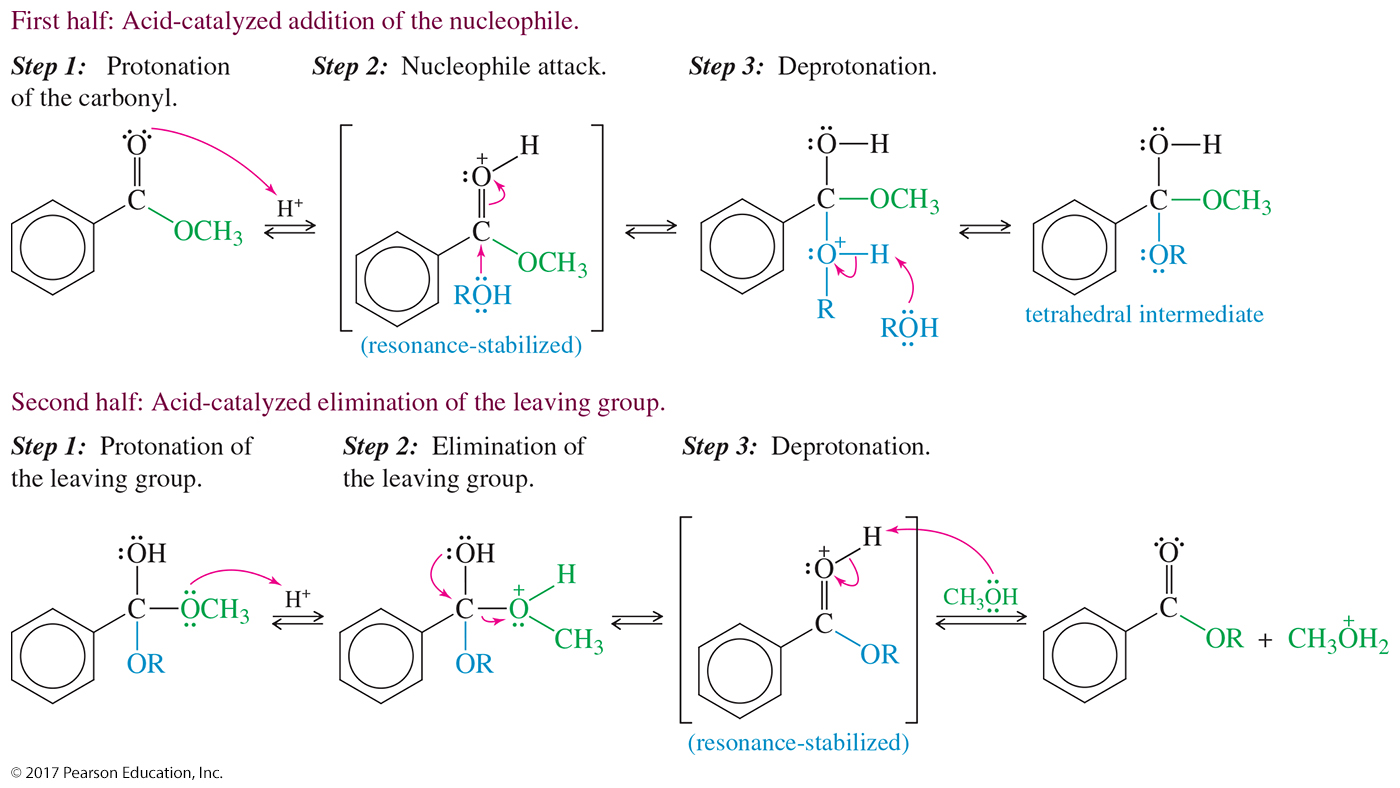 First half: Acid-catalyzed addition of the nucleophile.
Step 1: Protonation
of the carbonyl.
Step 2: Nucleophile attack.
Step 3: Deprotonation.
O
C
OCH3
H+
H
+
:O
C
OCH3
ROH
(resonance-stabilized)
:O—H
C—OCH3
:O+—H
R
ROH
:O—H
C—OCH3
:OR
tetrahedral intermediate
Second half: Acid-catalyzed elimination of the leaving group.
Step 1: Protonation of
the leaving group.
Step 2: Elimination of
the leaving group.
Step 3: Deprotonation.
:OH
C—OCH3
OR
H+
:OH
H
+
C—O
CH3
OR
H
+
:O
C
OR
(resonance-stabilized)
CH3OH
O
C
OR + CH3OH2
+
© 2017 Pearson Education, Inc.